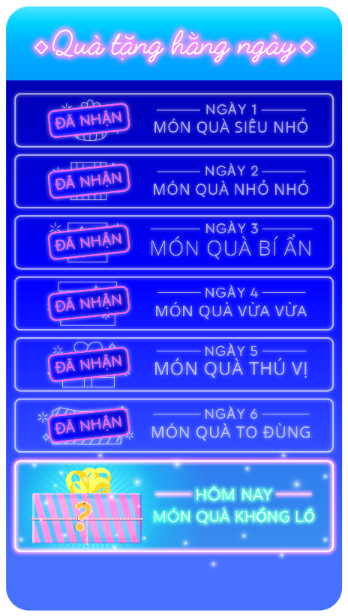 Quà tặng hằng ngày
ĐÃ NHẬN
NGÀY 1
MÓN QUÀ SIÊU NHỎ
ĐÃ NHẬN
NGÀY 2
MÓN QUÀ NHỎ NHỎ
ĐÃ NHẬN
NGÀY 3
MÓN QUÀ BÍ ẨN
ĐÃ NHẬN
NGÀY 4
MÓN QUÀ VỪA VỪA
ĐÃ NHẬN
NGÀY 5
MÓN QUÀ THÚ VỊ
ĐÃ NHẬN
NGÀY 6
MÓN QUÀ TO ĐÙNG
?
HÔM NAY
MÓN QUÀ KHỔNG LỒ